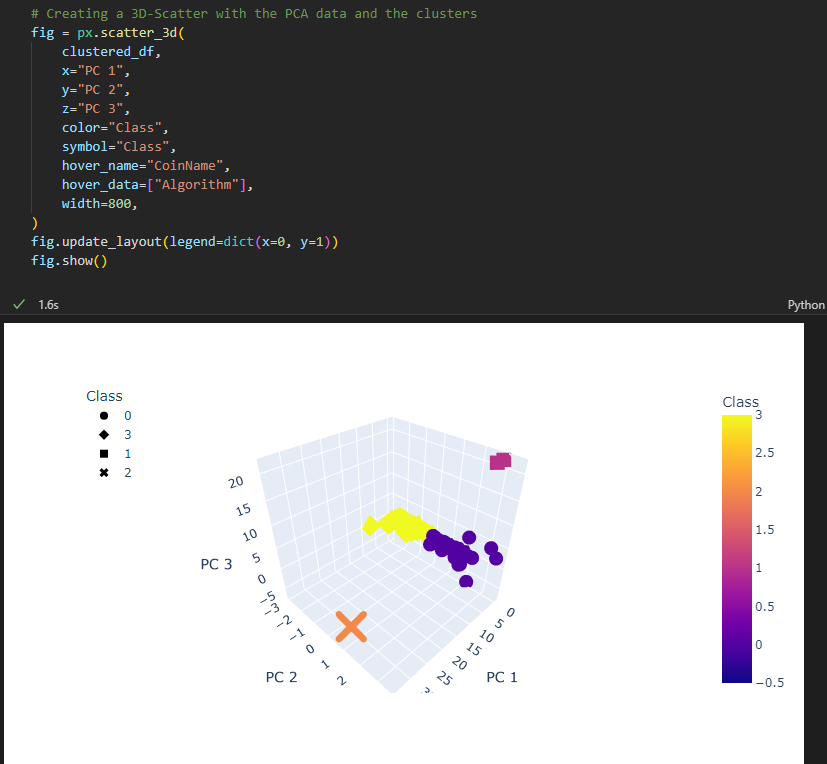 # Creating a 3D-Scatter with the PCA data and the clusters
fig = px.scatter_3d(
    clustered_df,
    x="PC 1",
    y="PC 2",
    z="PC 3",
    color="Class",
    symbol="Class",
    hover_name="CoinName",
    hover_data=["Algorithm"],
    width=800,
)
fig.update_layout(legend=dict(x=0, y=1))
fig.show()
1.6s
Python
Class
0
3
1
2
Class
3
2.5
2
1.5
1
0.5
0
−0.5
20
15
10
5
0
−5
PC 3
−3
−2
−1
0
1
2
PC 2
0
5
10
15
20
25
PC 1